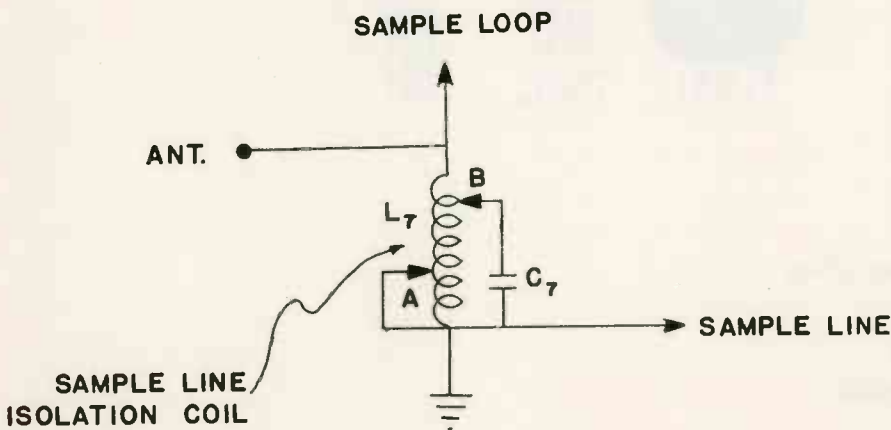 SAMPLE LOOP
ANT.
B
L7
A
C7
SAMPLE LINE
SAMPLE LINE
ISOLATION COIL